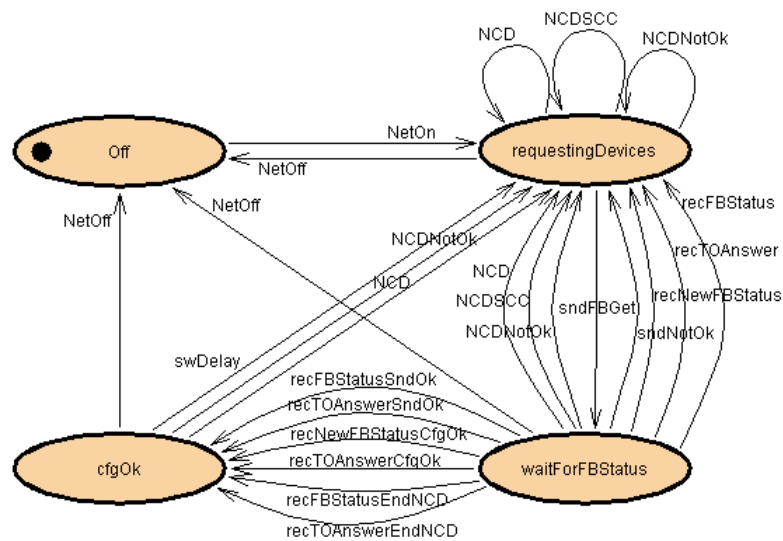 NCDSCC
NCD
NCDNotOk
NetOn
Off
requestingDevices
NetOff
NetOff
NetOff
recFBStatus
NCDNotOk
recTOAnswer
NCD
NCD
recNewFBStatus
NCDSCC
sndFBGet
NCDNotOk
sndNotOk
swDelay
recFBStatusSndOk
recTOAnswerSndOk
recNewFBStatusCfgOk
recTOAnswerCfgOk
cfgOk
waitForFBStatus
recFBStatusEndNCD
recTOAnswerEndNCD